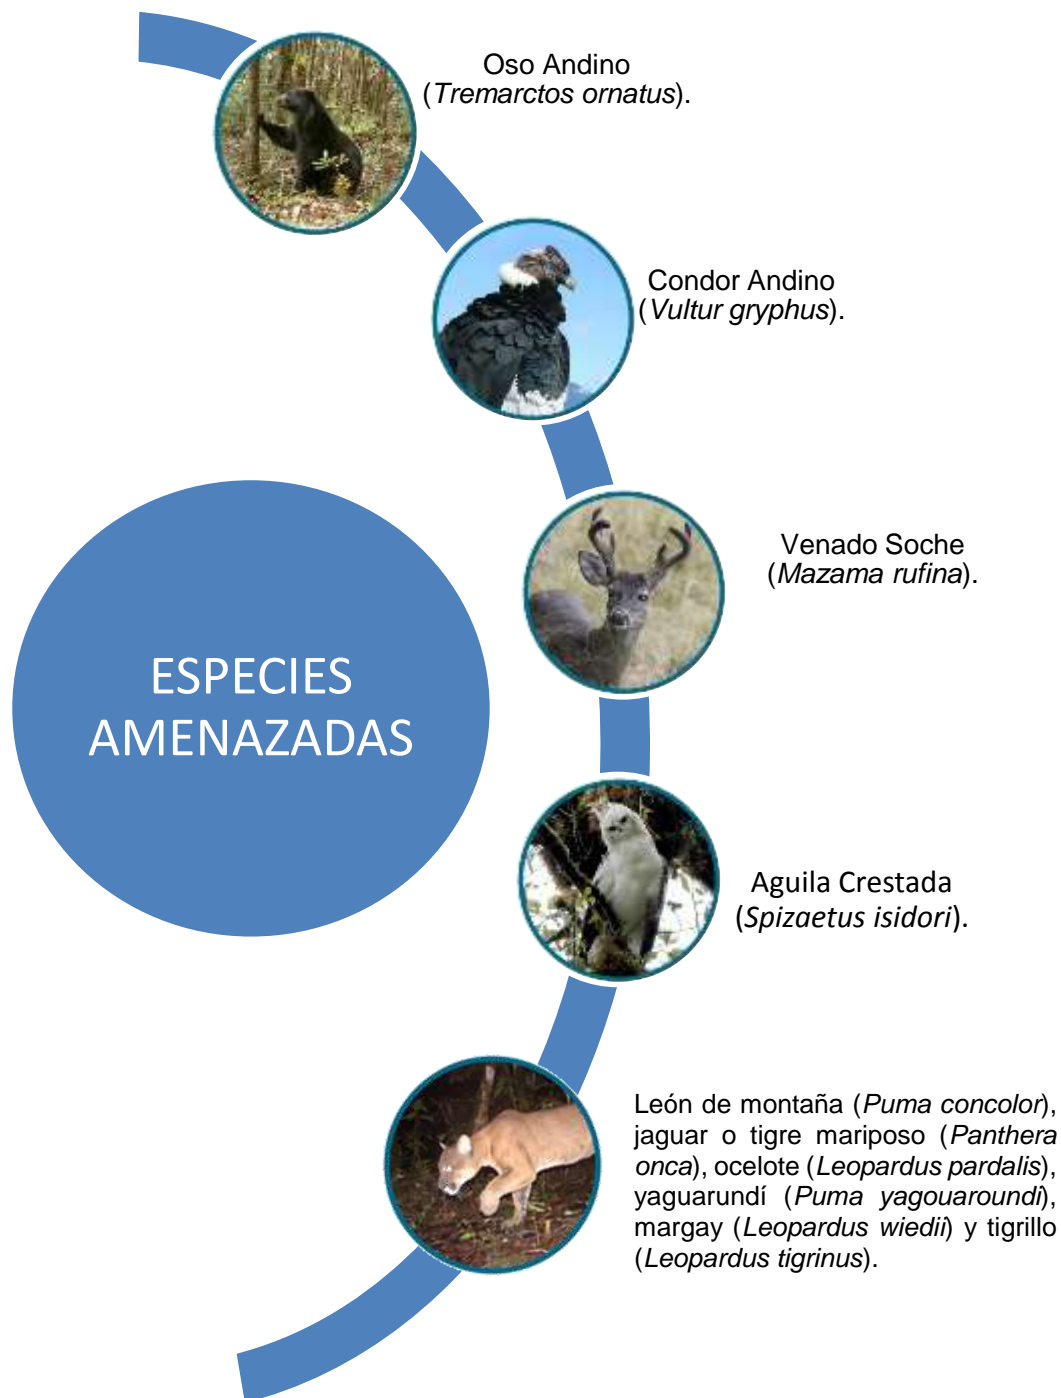 Oso Andino
(Tremarctos ornatus).
Condor Andino
(Vultur gryphus).
Venado Soche
(Mazama rufina).
ESPECIES
AMENAZADAS
Aguila Crestada
(Spizaetus isidori).
León de montaña (Puma concolor),
jaguar o tigre mariposo (Panthera
onca), ocelote (Leopardus pardalis),
yaguarundí (Puma yagouaroundi),
margay (Leopardus wiedii) y tigrillo
(Leopardus tigrinus).